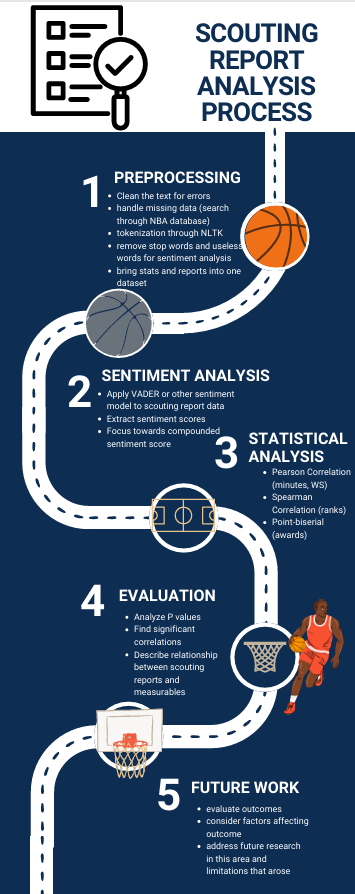 SCOUTING
REPORT
ANALYSIS
PROCESS
1 PREPROCESSING
• Clean the text for errors
• handle missing data (search
through NBA database)
• tokenization through NLTK
• remove stop words and useless
words for sentiment analysis
• bring stats and reports into one
dataset
2 SENTIMENT ANALYSIS
• Apply VADER or other sentiment
model to scouting report data
• Extract sentiment scores
• Focus towards compounded
sentiment score
3 STATISTICAL
ANALYSIS
• Pearson Correlation
(minutes, WS)
• Spearman
Correlation (ranks)
• Point-biserial
(awards)
4 EVALUATION
• Analyze P values
• Find significant
correlations
• Describe relationship
between scouting
reports and
measurables
5 FUTURE WORK
• evaluate outcomes
• consider factors affecting
outcome
• address future research
in this area and
limitations that arose